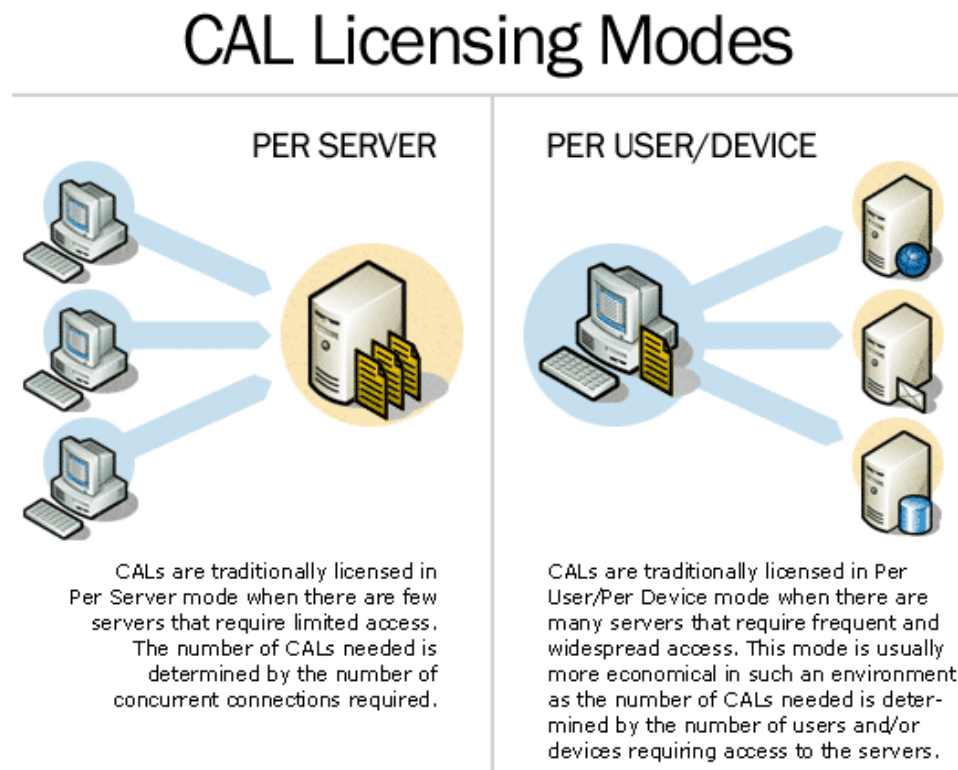 CAL Licensing Modes
PER SERVER
CALs are traditionally licensed in
Per Server mode when there are few
servers that require limited access.
The number of CALs needed is
determined by the number of
concurrent connections required.
PER USER/DEVICE
CALs are traditionally licensed in Per
User/Per Device mode when there are
many servers that require frequent and
widespread access. This mode is usually
more economical in such an environment
as the number of CALs needed is deter-
mined by the number of users and/or
devices requiring access to the servers.